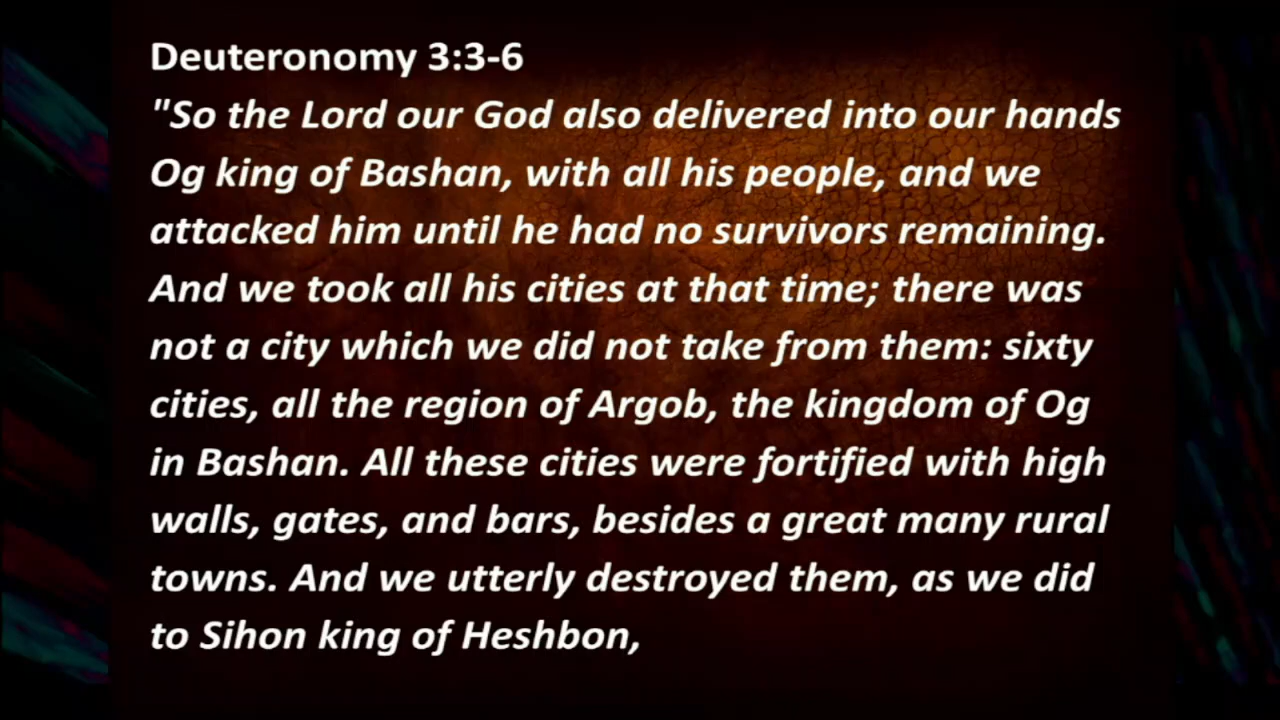 Deuteronomy 3:3-6
"So the Lord our God also delivered into our hands
Og king of Bashan, with all his people, and we
attacked him until he had no survivors remaining.
And we took all his cities at that time; there was
not a city which we did not take from them: sixty
cities, all the region of Argob, the kingdom of Og
in Bashan. All these cities were fortified with high
walls, gates, and bars, besides a great many rural
towns. And we utterly destroyed them, as we did
to Sihon king of Heshbon,